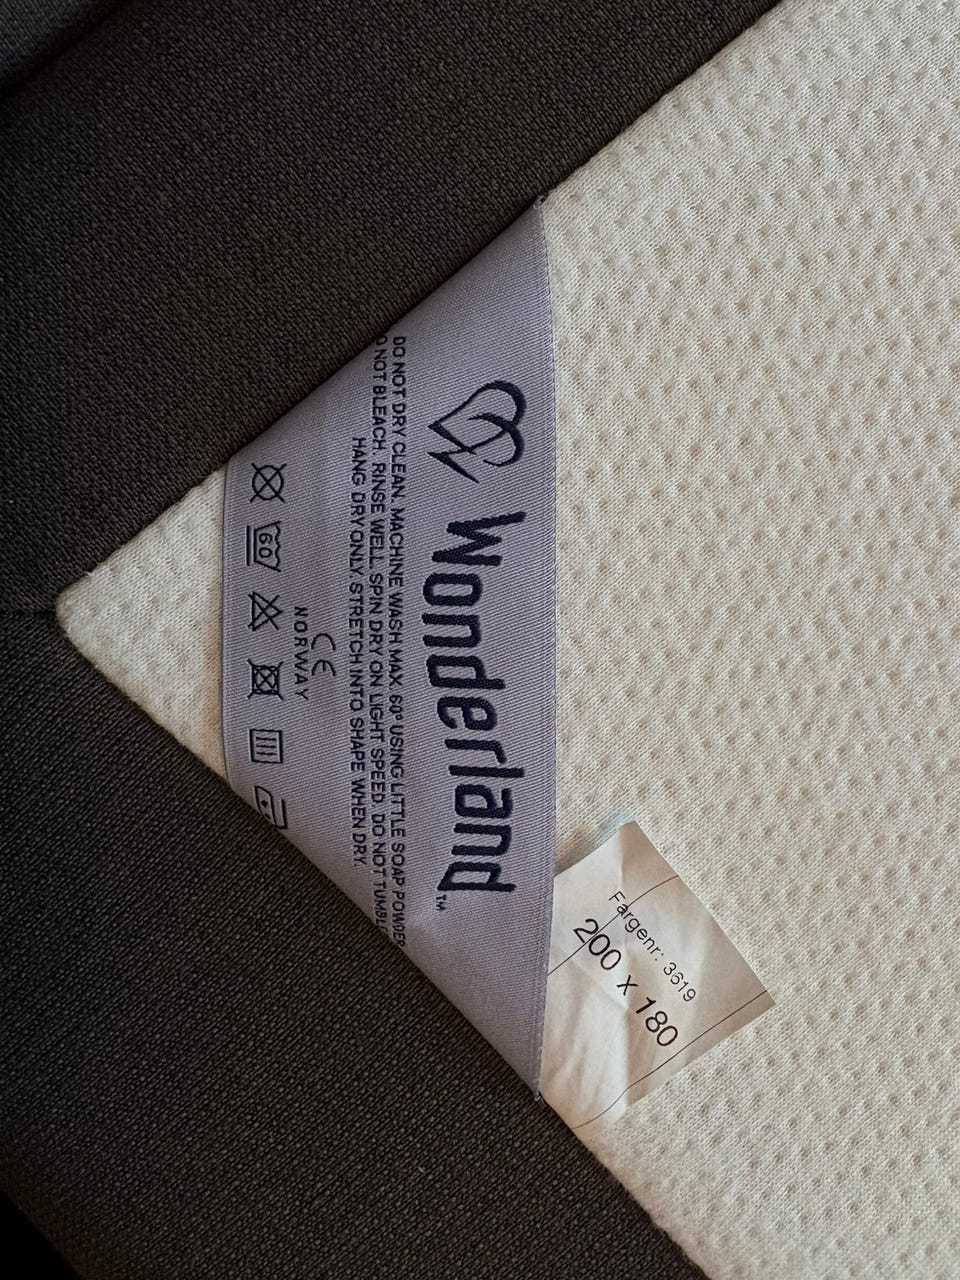 Wonderland™
DO NOT DRY CLEAN. MACHINE WASH MAX 60° USING LITTLE SOAP POWDER
DO NOT BLEACH. RINSE WELL. SPIN DRY ON LIGHT SPEED. DO NOT TUMBLE
HANG DRY ONLY. STRETCH INTO SHAPE WHEN DRY.
CE
NORWAY
60
Fargenr: 3619
200 x 180